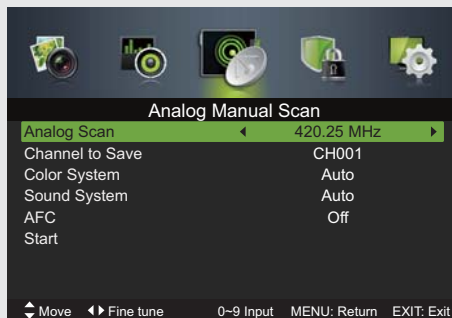 Analog Manual Scan
Analog Scan 420.25 MHz
Channel to Save CH001
Color System Auto
Sound System Auto
AFC Off
Start
Move Fine tune 0~9 Input MENU: Return EXIT: Exit